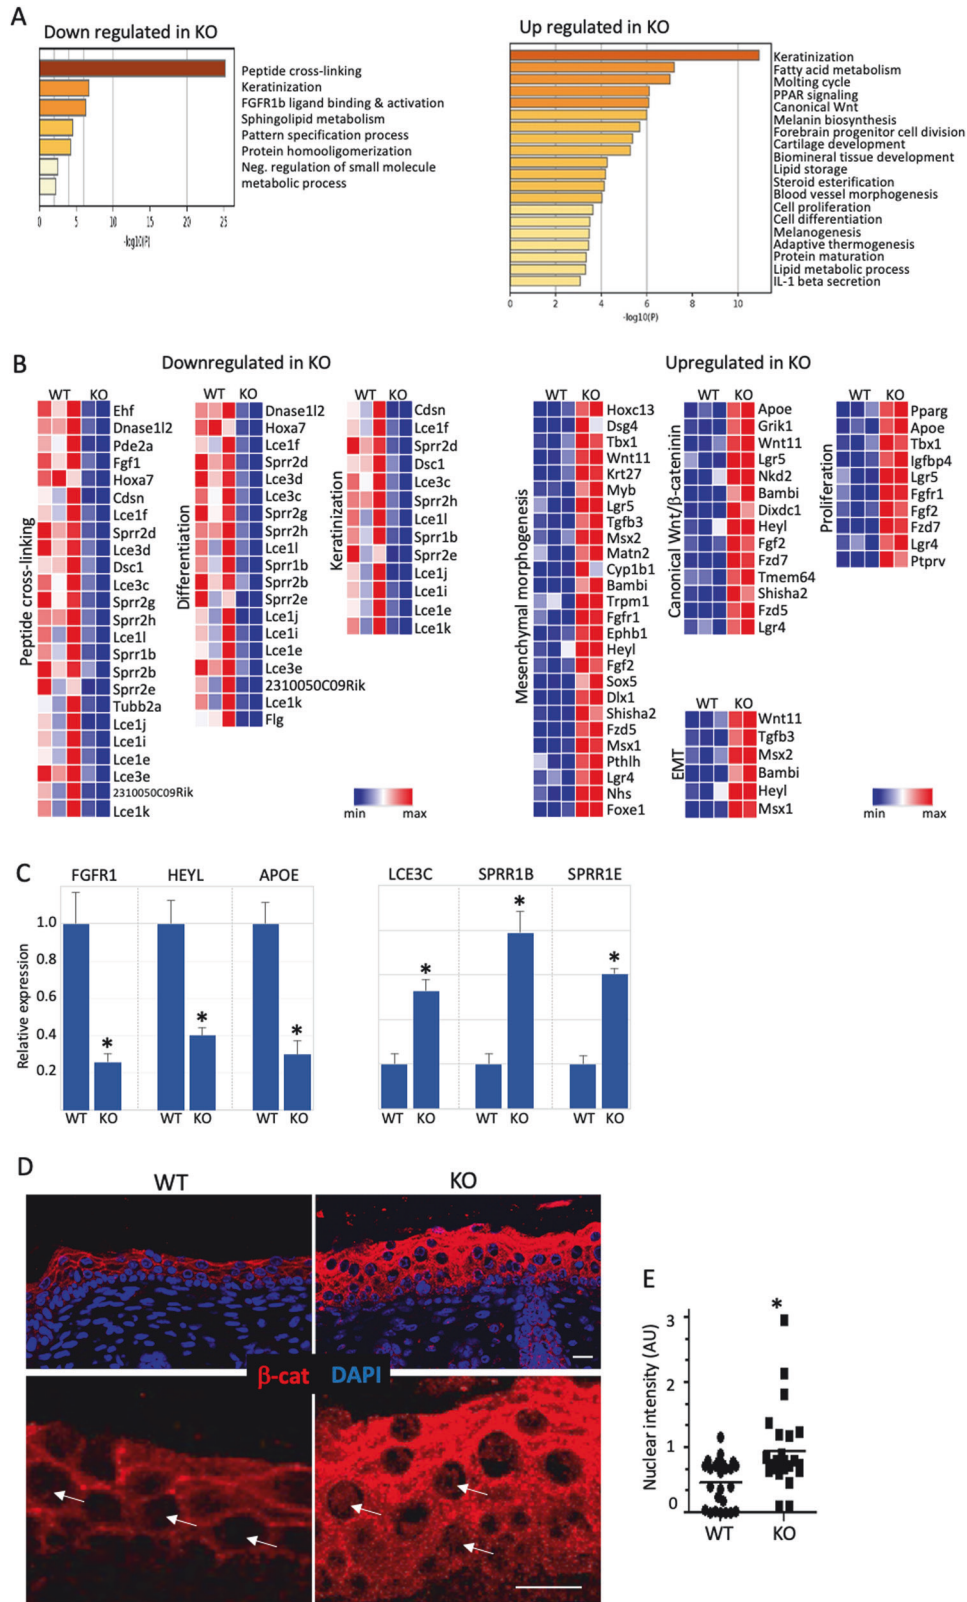 A
Down regulated in KO
Peptide cross-linking
Keratinization
FGFR1b ligand binding & activation
Sphingolipid metabolism
Pattern specification process
Protein homooligomerization
Neg. regulation of small molecule
metabolic process
0 5 10 15 20 25
-log10(P)
Up regulated in KO
Keratinization
Fatty acid metabolism
Molting cycle
PPAR signaling
Canonical Wnt
Melanin biosynthesis
Forebrain progenitor cell division
Cartilage development
Biomineral tissue development
Lipid storage
Steroid esterification
Blood vessel morphogenesis
Cell proliferation
Cell differentiation
Melanogenesis
Adaptive thermogenesis
Protein maturation
Lipid metabolic process
IL-1 beta secretion
0 2 4 6 8 10
-log10(P)
B
Downregulated in KO
WT KO
Peptide cross-linking
Ehf
Dnase1l2
Pde2a
Fgf1
Hoxa7
Cdsn
Lce1f
Sprr2d
Lce3d
Dsc1
Lce3c
Sprr2g
Sprr2h
Lce1l
Sprr1b
Sprr2b
Sprr2e
Tubb2a
Lce1j
Lce1i
Lce1e
Lce3e
2310050C09Rik
Lce1k
WT KO
Differentiation
Dnase1l2
Hoxa7
Lce1f
Sprr2d
Lce3d
Lce3c
Sprr2g
Sprr2h
Lce1l
Sprr1b
Sprr2b
Sprr2e
Lce1j
Lce1i
Lce1e
Lce3e
2310050C09Rik
Lce1k
Flg
WT KO
Keratinization
Cdsn
Lce1f
Sprr2d
Dsc1
Lce3c
Sprr2h
Lce1l
Sprr1b
Sprr2e
Lce1j
Lce1i
Lce1e
Lce1k
min max
Upregulated in KO
WT KO
Mesenchymal morphogenesis
Hoxc13
Dsg4
Tbx1
Wnt11
Krt27
Myb
Lgr5
Tgfb3
Msx2
Matn2
Cyp1b1
Bambi
Trpm1
Fgfr1
Ephb1
Heyl
Fgf2
Sox5
Dlx1
Shisha2
Fzd5
Msx1
Pthlh
Lgr4
Nhs
Foxe1
WT KO
Canonical Wnt/β-cateninin
Apoe
Grik1
Wnt11
Lgr5
Nkd2
Bambi
Dixdc1
Heyl
Fgf2
Fzd7
Tmem64
Shisha2
Fzd5
Lgr4
WT KO
Proliferation
Pparg
Apoe
Tbx1
Igfbp4
Lgr5
Fgfr1
Fgf2
Fzd7
Lgr4
Ptprv
WT KO
EMT
Wnt11
Tgfb3
Msx2
Bambi
Heyl
Msx1
min max
C
FGFR1 HEYL APOE
Relative expression
1.0
0.8
0.6
0.4
0.2
* * *
WT KO WT KO WT KO
LCE3C SPRR1B SPRR1E
* * *
WT KO WT KO WT KO
D
WT KO
β-cat DAPI
E
Nuclear intensity (AU)
3
2
1
0
*
WT KO